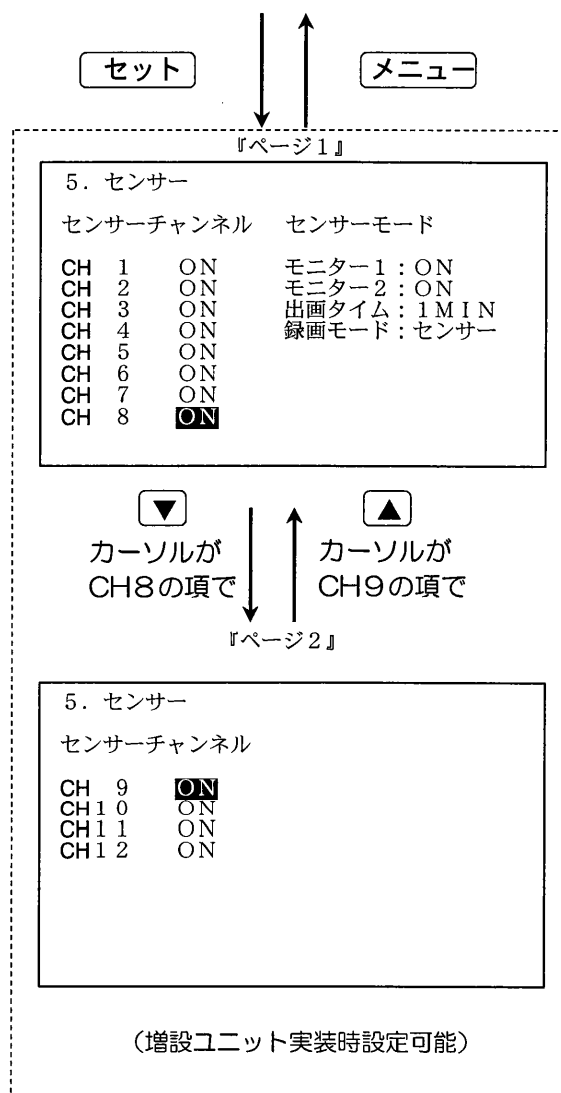 セット メニュー
『ページ１』
５．センサー
センサーチャンネル センサーモード
CH １ ＯＮ モニター１：ＯＮ
CH ２ ＯＮ モニター２：ＯＮ
CH ３ ＯＮ 出画タイム：１ＭＩＮ
CH ４ ＯＮ 録画モード：センサー
CH ５ ＯＮ
CH ６ ＯＮ
CH ７ ＯＮ
CH ８ ＯＮ
▼ ▲
カーソルが カーソルが
CH8の項で CH9の項で
『ページ２』
５．センサー
センサーチャンネル
CH ９ ＯＮ
CH１０ ＯＮ
CH１１ ＯＮ
CH１２ ＯＮ
（増設ユニット実装時設定可能）